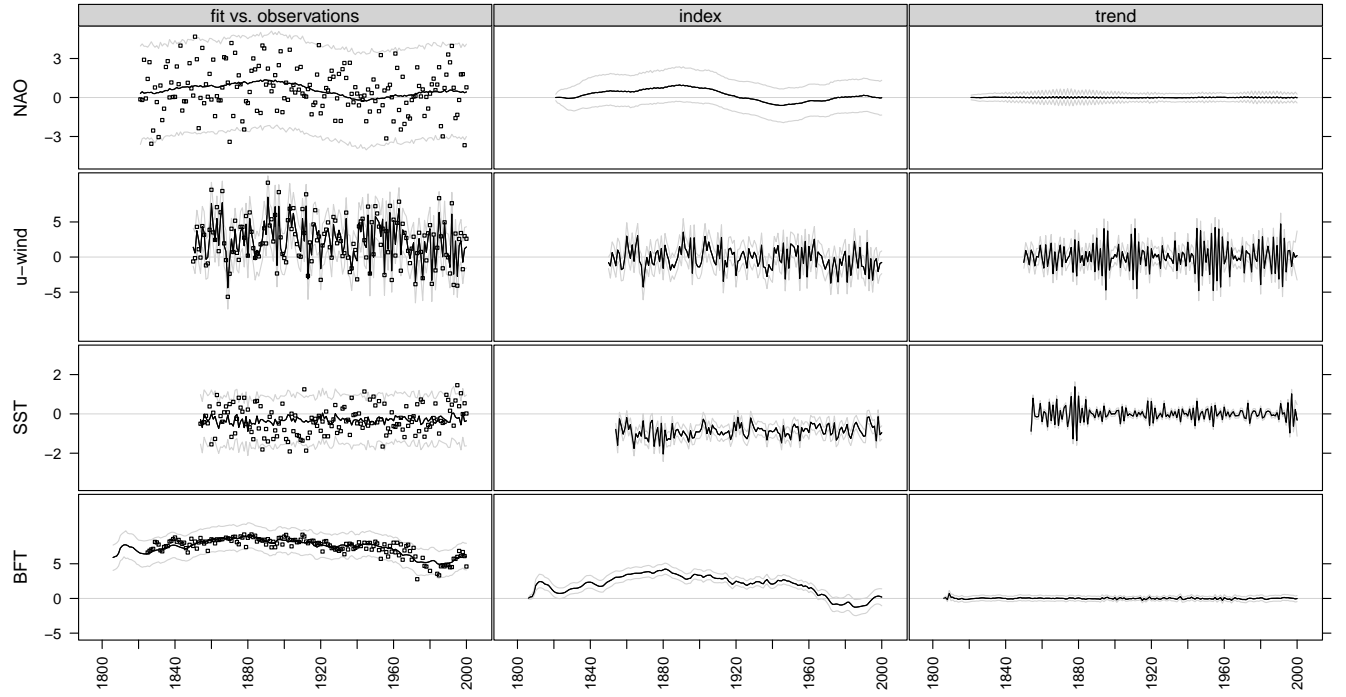 fit vs. observations index trend
NAO 3 0 −3
u−wind 5 0 −5
SST 2 0 −2
BFT 5 0 −5
1800 1840 1880 1920 1960 2000 1800 1840 1880 1920 1960 2000 1800 1840 1880 1920 1960 2000